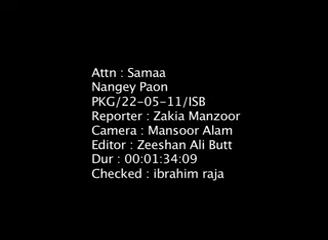 Attn : Samaa
Nangey Paon
PKG/22-05-11/ISB
Reporter : Zakia Manzoor
Camera : Mansoor Alam
Editor : Zeeshan Ali Butt
Dur : 00:01:34:09
Checked : ibrahim raja